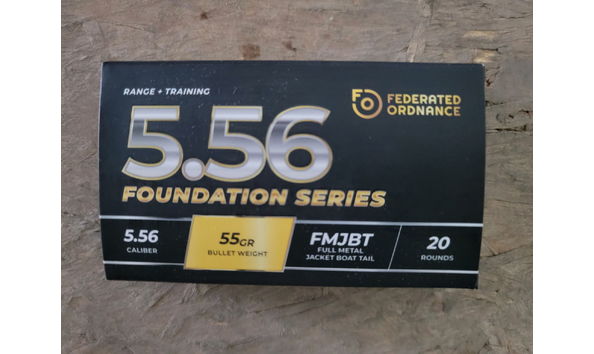 RANGE + TRAINING
FEDERATED
ORDNANCE
5.56
FOUNDATION SERIES
5.56
CALIBER
55GR
BULLET WEIGHT
FMJBT
FULL METAL
JACKET BOAT TAIL
20
ROUNDS